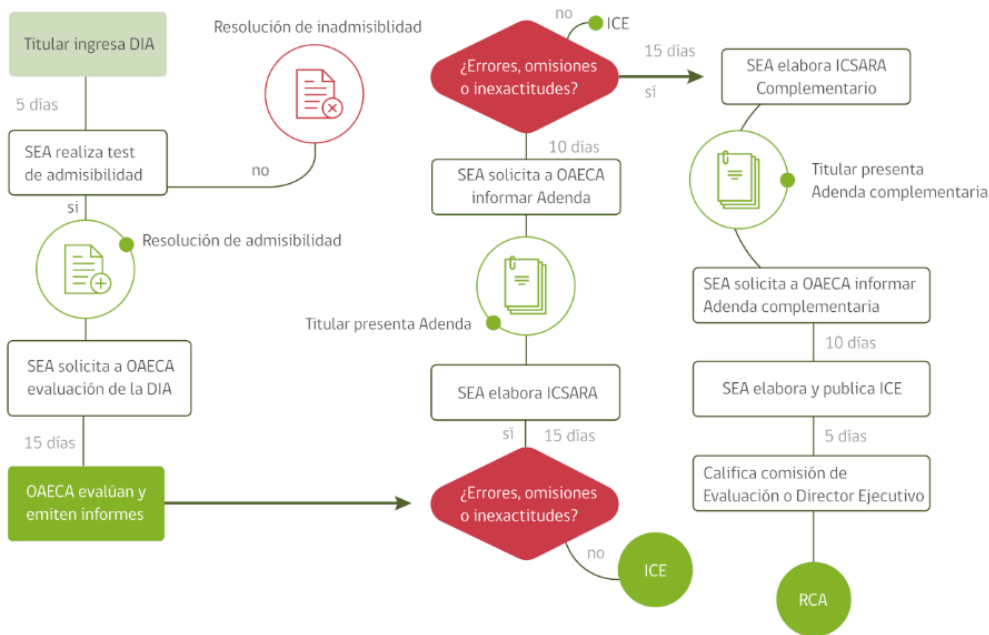 Titular ingresa DIA
5 días
SEA realiza test
de admisibilidad
no
Resolución de inadmisiblidad
si
Resolución de admisibilidad
SEA solicita a OAECA
evaluación de la DIA
15 días
OAECA evalúan y
emiten informes
¿Errores, omisiones
o inexactitudes?
no
ICE
sí
15 días
SEA elabora ICSARA
Titular presenta Adenda
SEA solicita a OAECA
informar Adenda
10 días
¿Errores, omisiones
o inexactitudes?
no
ICE
15 días
sí
SEA elabora ICSARA
Complementario
Titular presenta
Adenda complementaria
SEA solicita a OAECA informar
Adenda complementaria
10 días
SEA elabora y publica ICE
5 días
Califica comisión de
Evaluación o Director Ejecutivo
RCA